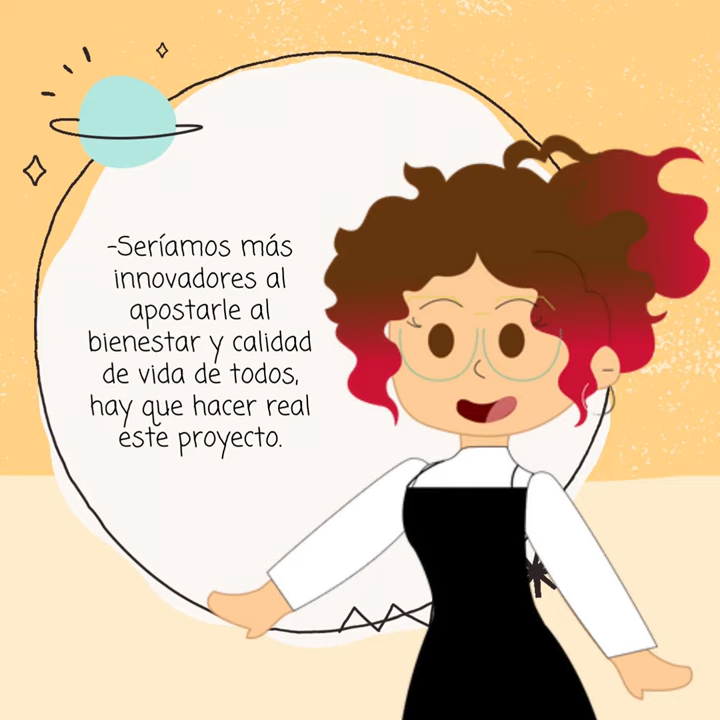 -Seríamos más
innovadores al
apostarle al
bienestar y calidad
de vida de todos,
hay que hacer real
este proyecto.